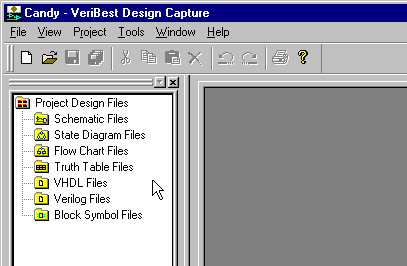 Candy - VeriBest Design Capture
File View Project Tools Window Help
Project Design Files
Schematic Files
State Diagram Files
Flow Chart Files
Truth Table Files
VHDL Files
Verilog Files
Block Symbol Files